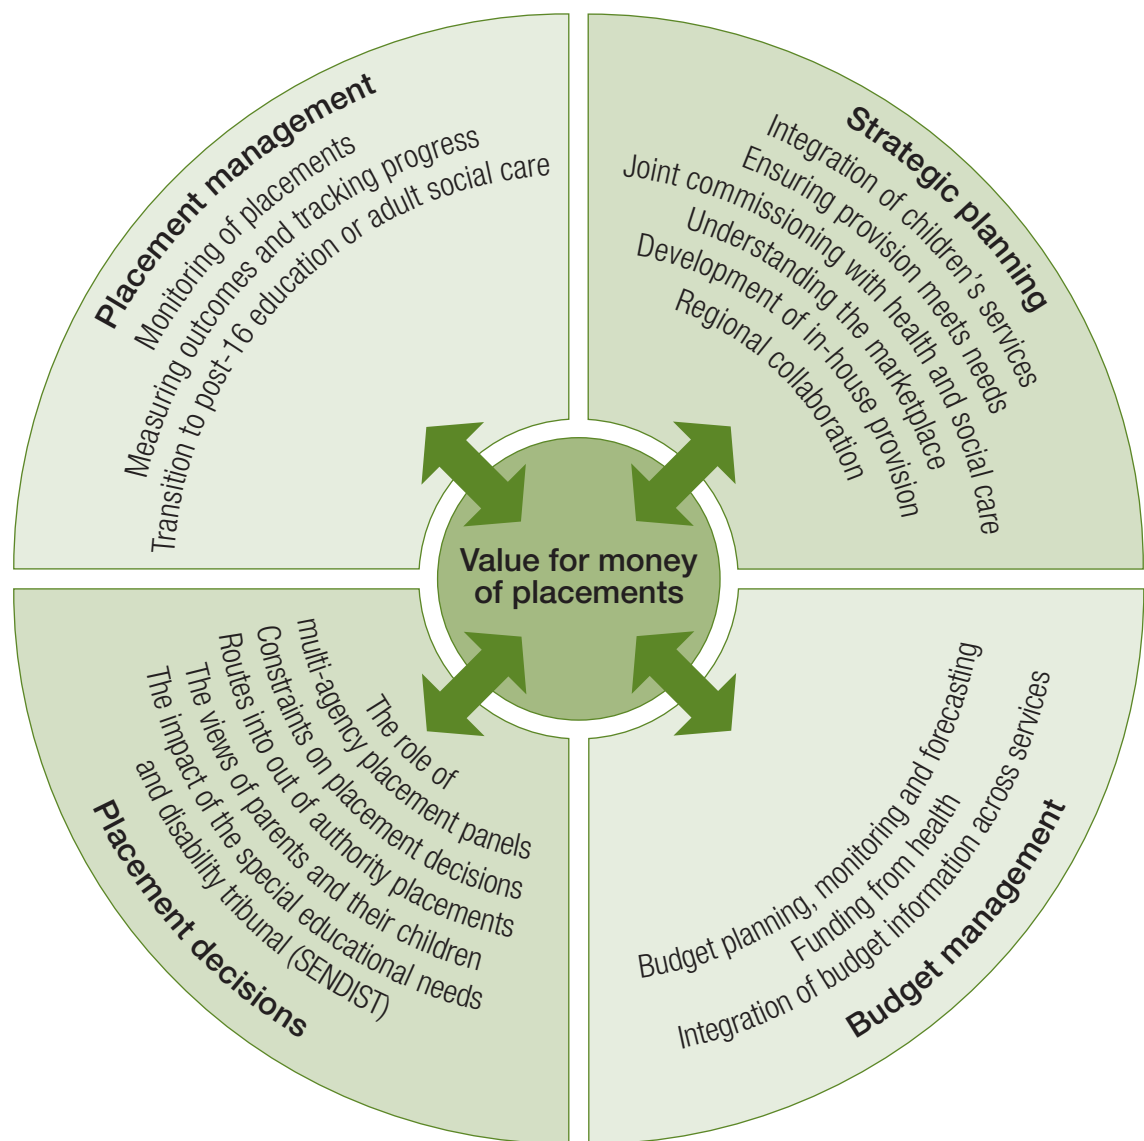 Placement management
Monitoring of placements
Measuring outcomes and tracking progress
Transition to post-16 education or adult social care
Strategic planning
Integration of children's services
Ensuring provision meets needs
Joint commissioning with health and social care
Understanding the marketplace
Development of in-house provision
Regional collaboration
Value for money
of placements
The role of
multi-agency placement panels
Constraints on placement decisions
Routes into out of authority placements
The views of parents and their children
The impact of the special educational needs
and disability tribunal (SENDIST)
Placement decisions
Budget planning, monitoring and forecasting
Funding from health
Integration of budget information across services
Budget management